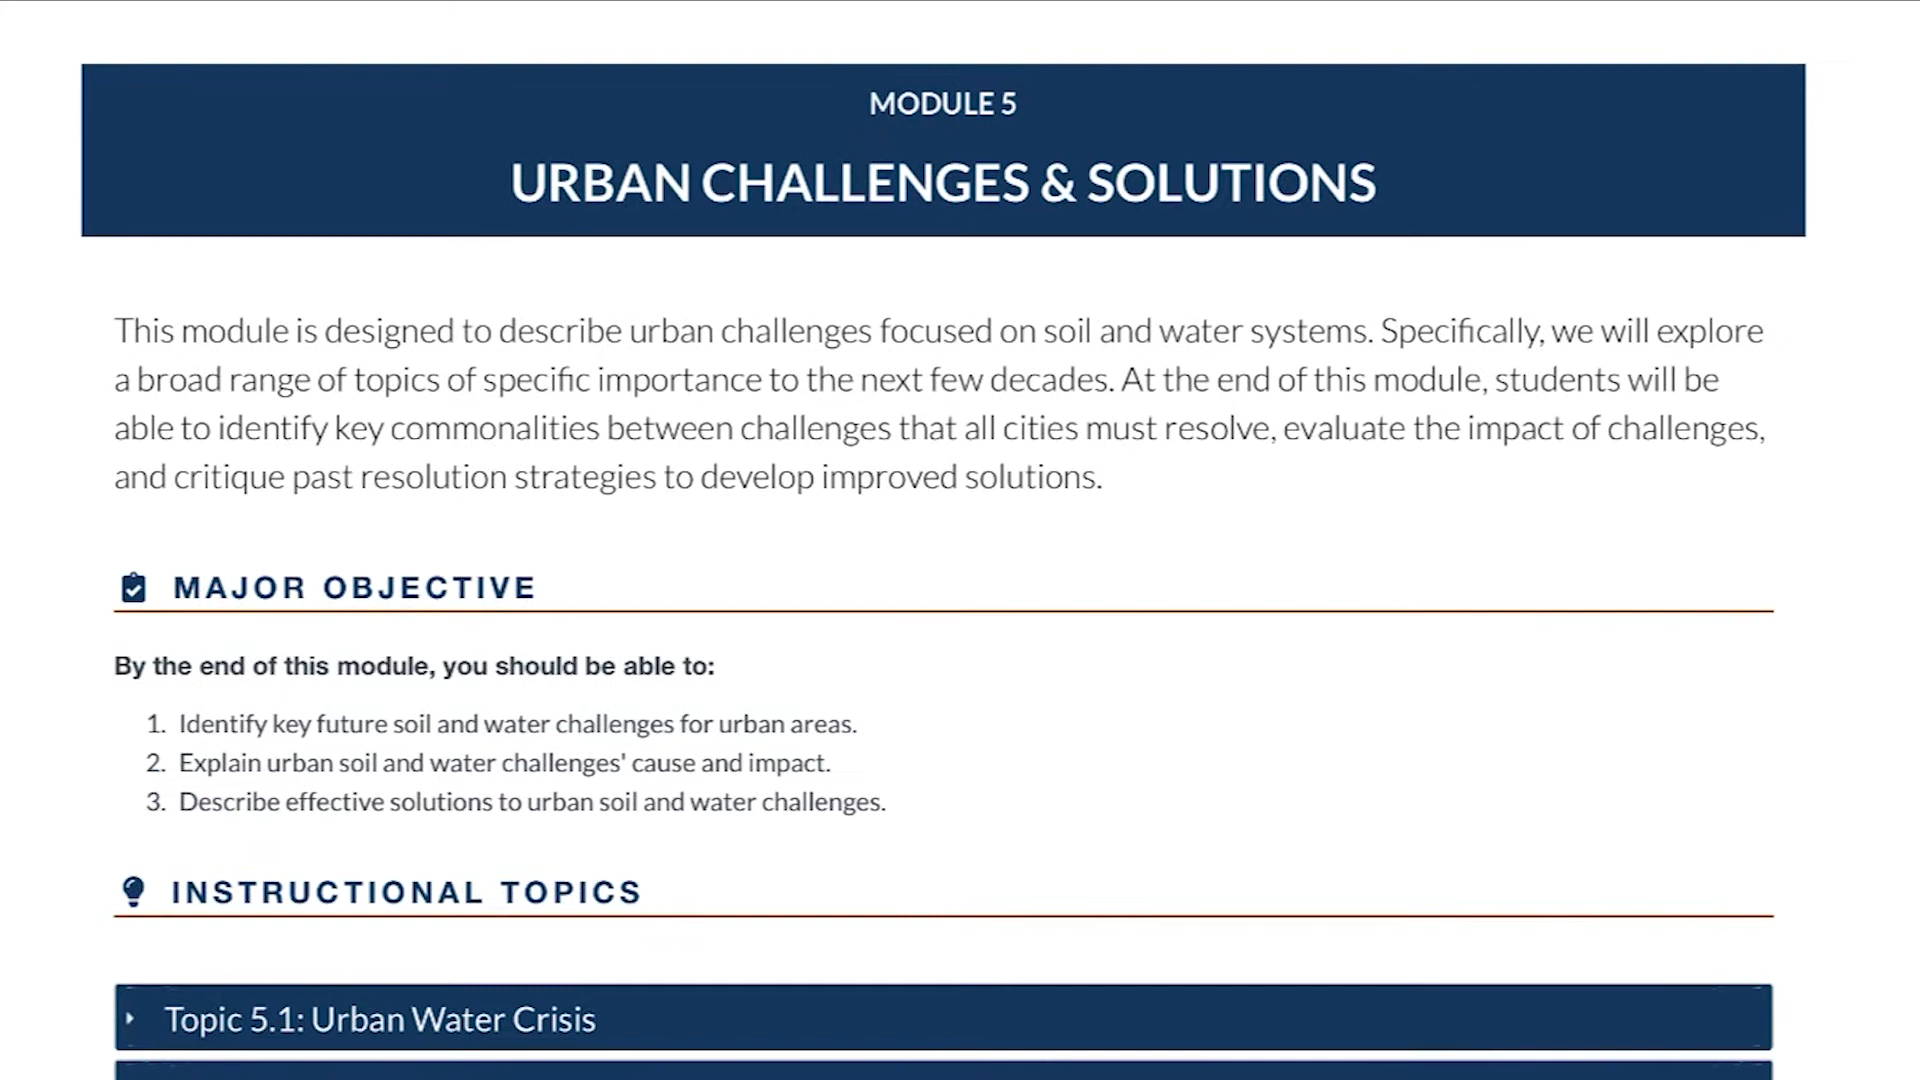 MODULE 5
URBAN CHALLENGES & SOLUTIONS
This module is designed to describe urban challenges focused on soil and water systems. Specifically, we will explore
a broad range of topics of specific importance to the next few decades. At the end of this module, students will be
able to identify key commonalities between challenges that all cities must resolve, evaluate the impact of challenges,
and critique past resolution strategies to develop improved solutions.
MAJOR OBJECTIVE
By the end of this module, you should be able to:
1. Identify key future soil and water challenges for urban areas.
2. Explain urban soil and water challenges' cause and impact.
3. Describe effective solutions to urban soil and water challenges.
INSTRUCTIONAL TOPICS
Topic 5.1: Urban Water Crisis